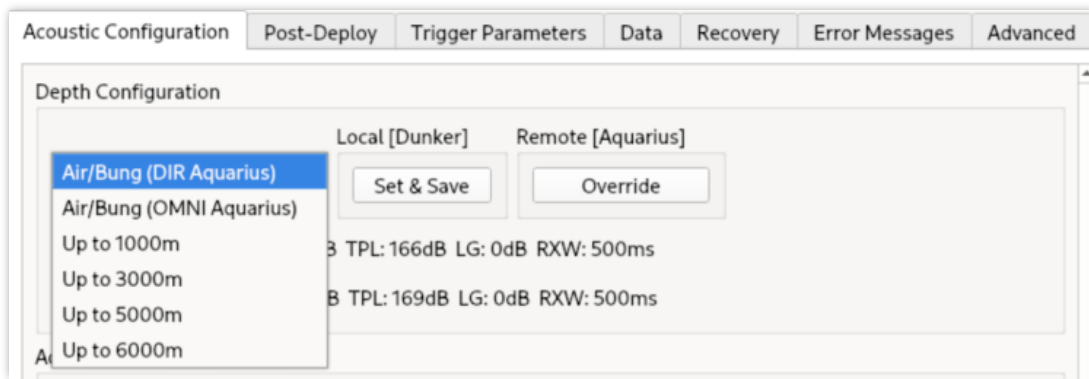 Acoustic Configuration Post-Deploy Trigger Parameters Data Recovery Error Messages Advanced
Depth Configuration
Local [Dunker] Remote [Aquarius]
Air/Bung (DIR Aquarius) Set & Save Override
Air/Bung (OMNI Aquarius)
Up to 1000m B TPL: 166dB LG: 0dB RXW: 500ms
Up to 3000m
Up to 5000m B TPL: 169dB LG: 0dB RXW: 500ms
Up to 6000m